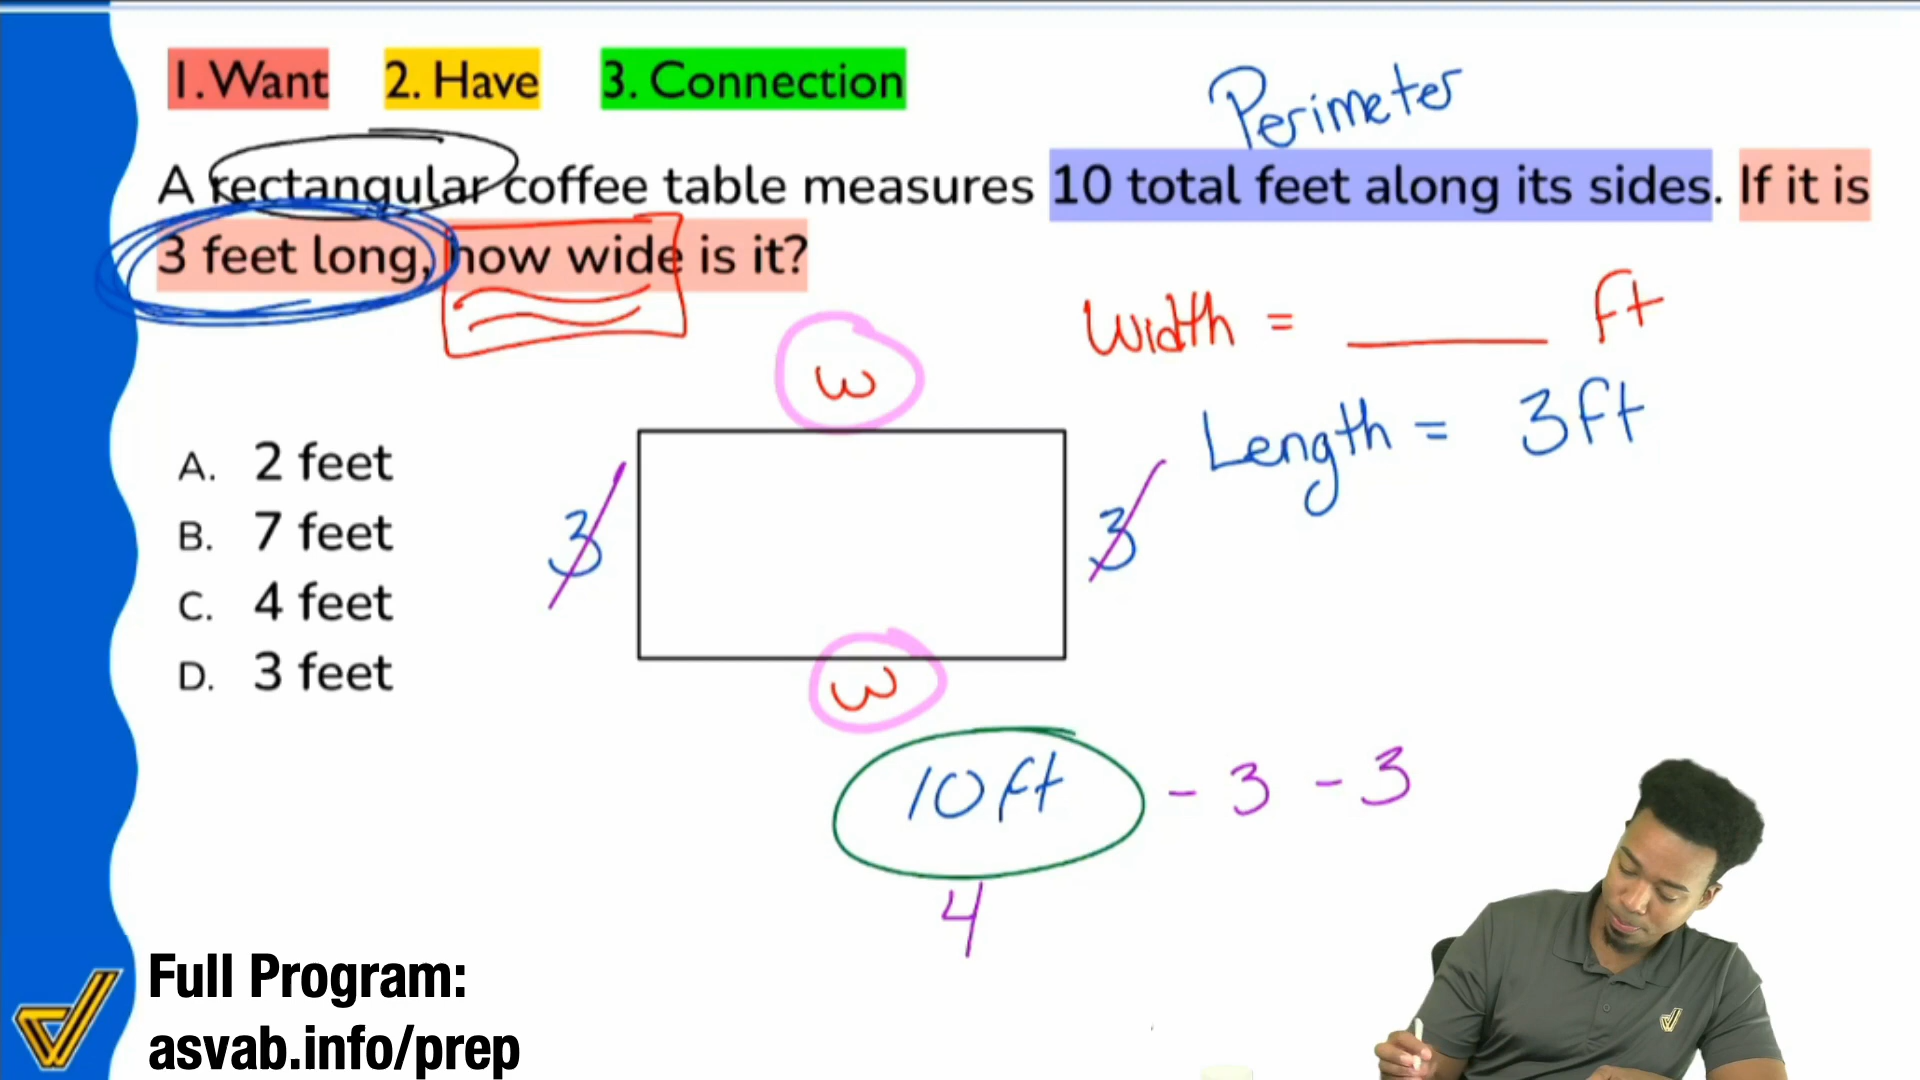 1. Want 2. Have 3. Connection
Perimeter
A rectangular coffee table measures 10 total feet along its sides. If it is
3 feet long, how wide is it?
Width = ______ ft
Length = 3ft
A. 2 feet
B. 7 feet
C. 4 feet
D. 3 feet
w
3 3
w
10ft - 3 - 3
4
Full Program:
asvab.info/prep